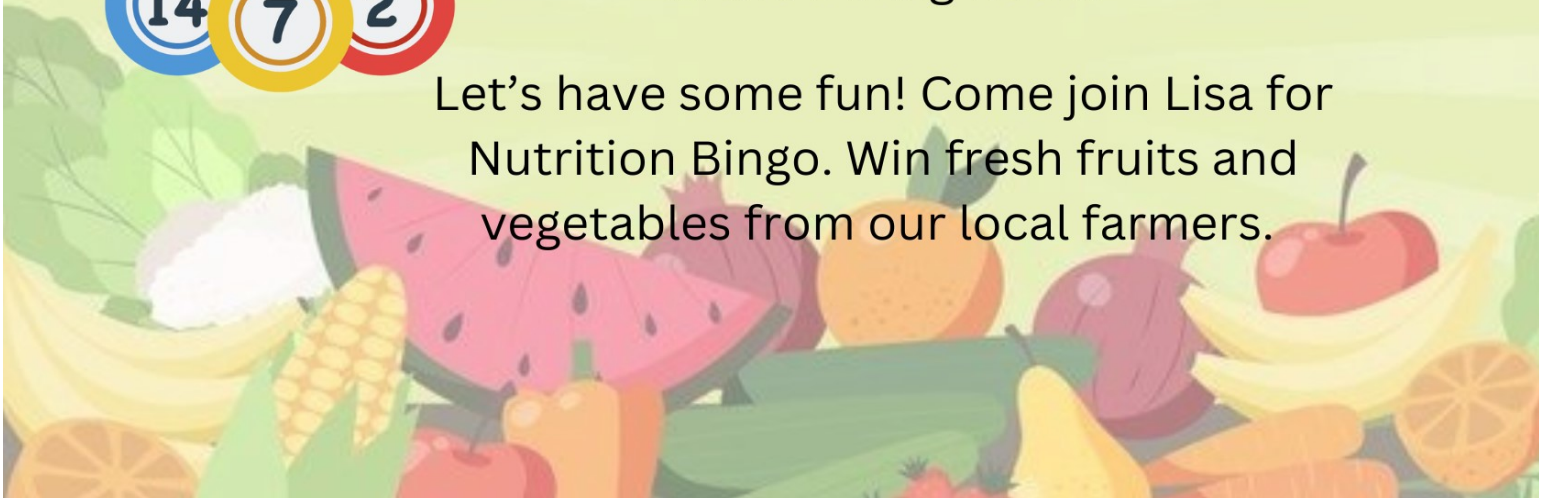 14 7 2
Let’s have some fun! Come join Lisa for
Nutrition Bingo. Win fresh fruits and
vegetables from our local farmers.